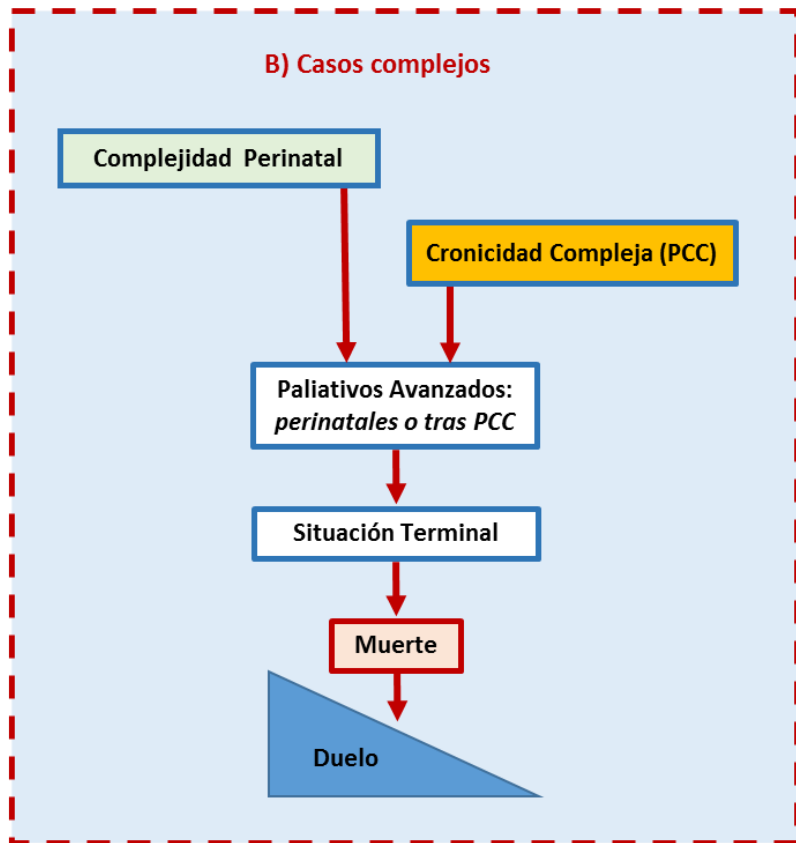 B) Casos complejos
Complejidad Perinatal
Cronicidad Compleja (PCC)
Paliativos Avanzados:
perinatales o tras PCC
Situación Terminal
Muerte
Duelo